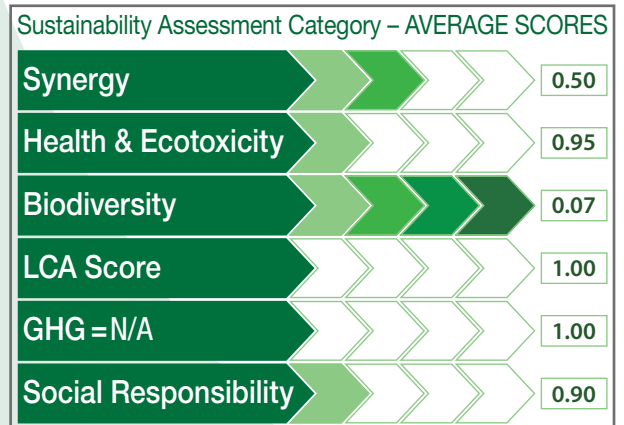 Sustainability Assessment Category – AVERAGE SCORES
Synergy 0.50
Health & Ecotoxicity 0.95
Biodiversity 0.07
LCA Score 1.00
GHG = N/A 1.00
Social Responsibility 0.90